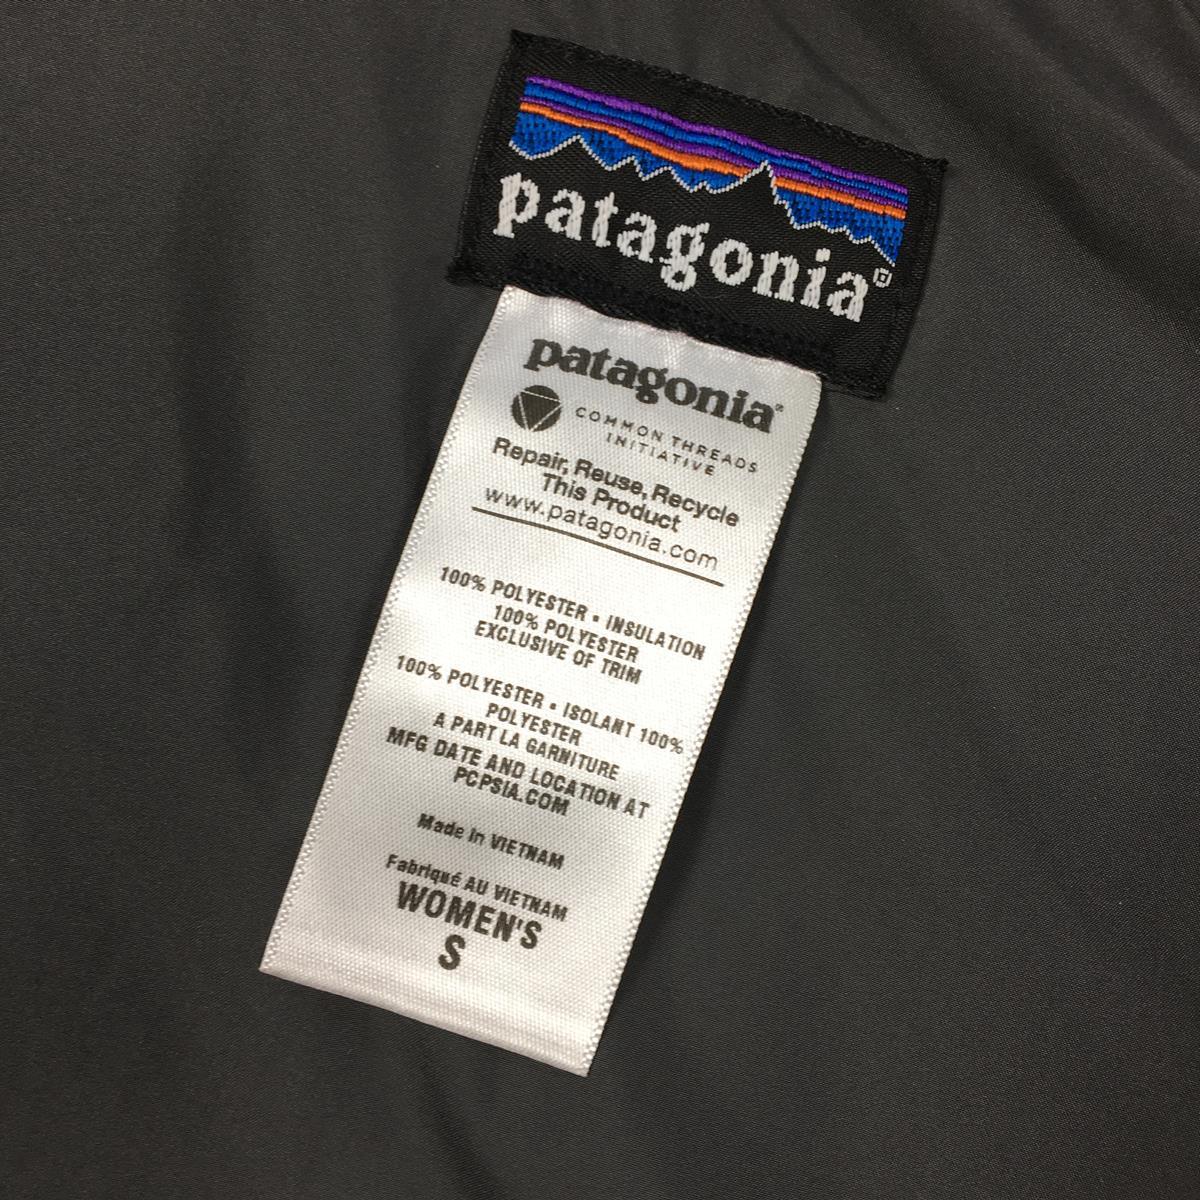 patagonia®
patagonia®
COMMON THREADS
INITIATIVE
Repair, Reuse, Recycle
This Product
www.patagonia.com
100% POLYESTER • INSULATION
100% POLYESTER
EXCLUSIVE OF TRIM
100% POLYESTER • ISOLANT 100%
POLYESTER
A PART LA GARNITURE
MFG DATE AND LOCATION AT
PCPSIA.COM
Made in VIETNAM
Fabriqué AU VIETNAM
WOMEN'S
S